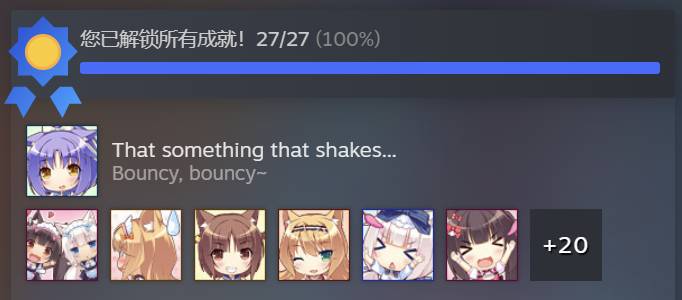 您已解锁所有成就！27/27 (100%)
That something that shakes...
Bouncy, bouncy~
+20